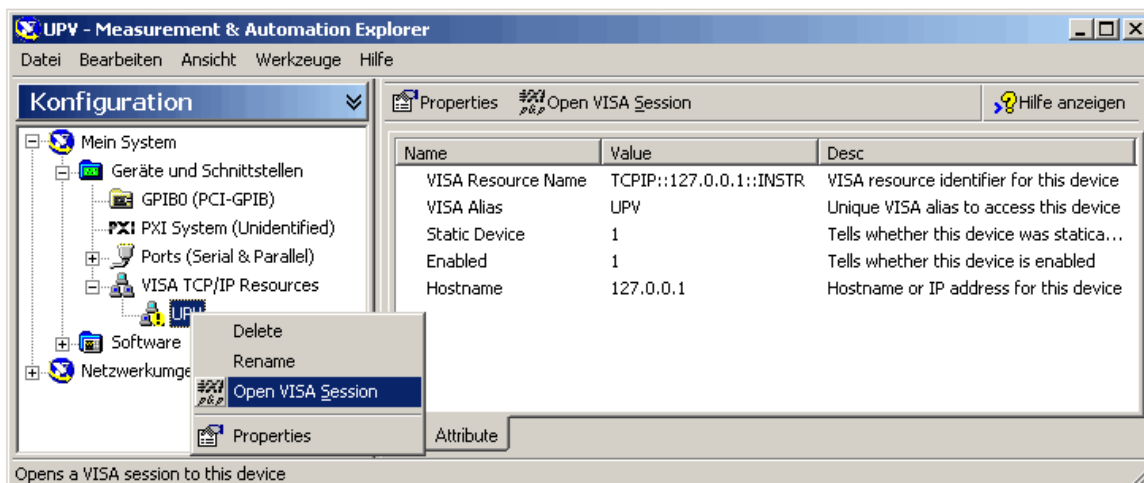 UPV - Measurement & Automation Explorer
Datei Bearbeiten Ansicht Werkzeuge Hilfe
Konfiguration
Properties Open VISA Session Hilfe anzeigen
Mein System
Geräte und Schnittstellen
GPIB0 (PCI-GPIB)
PXI PXI System (Unidentified)
Ports (Serial & Parallel)
VISA TCP/IP Resources
UPV
Software
Netzwerkumge
Delete
Rename
Open VISA Session
Properties
Name Value Desc
VISA Resource Name TCPIP::127.0.0.1::INSTR VISA resource identifier for this device
VISA Alias UPV Unique VISA alias to access this device
Static Device 1 Tells whether this device was statica...
Enabled 1 Tells whether this device is enabled
Hostname 127.0.0.1 Hostname or IP address for this device
Attribute
Opens a VISA session to this device